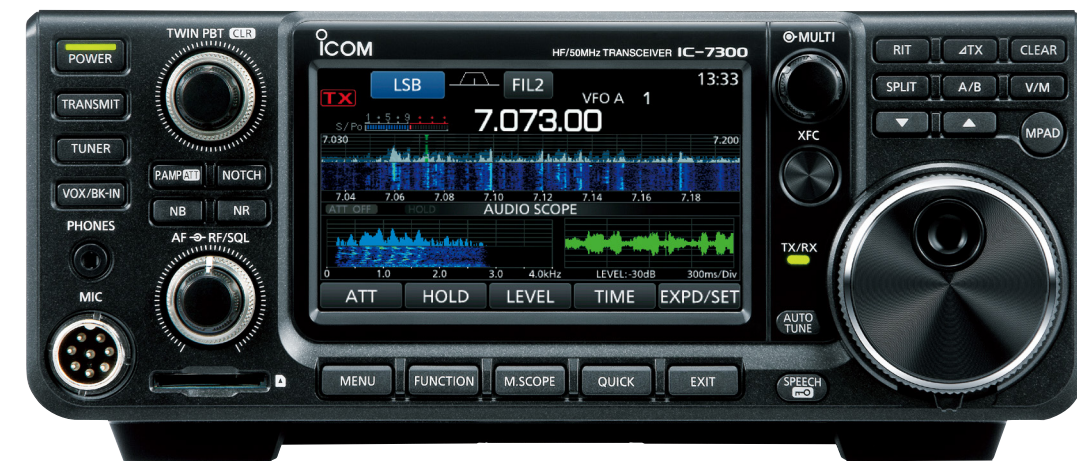 POWER
TRANSMIT
TUNER
VOX/BK-IN
PHONES
MIC
TWIN PBT CLR
P.AMP ATT NOTCH
NB NR
AF RF/SQL
ICOM
HF/50MHz TRANSCEIVER IC-7300
TX LSB FIL2 13:33
VFO A 1
S/Po 1 5 9
7.073.00
7.030 7.200
7.04 7.06 7.08 7.10 7.12 7.14 7.16 7.18
ATT OFF HOLD AUDIO SCOPE
0 1.0 2.0 3.0 4.0kHz LEVEL:-30dB 300ms/Div
ATT HOLD LEVEL TIME EXPD/SET
MENU FUNCTION M.SCOPE QUICK EXIT
MULTI
XFC
TX/RX
AUTO
TUNE
SPEECH
RIT ⊿TX CLEAR
SPLIT A/B V/M
MPAD